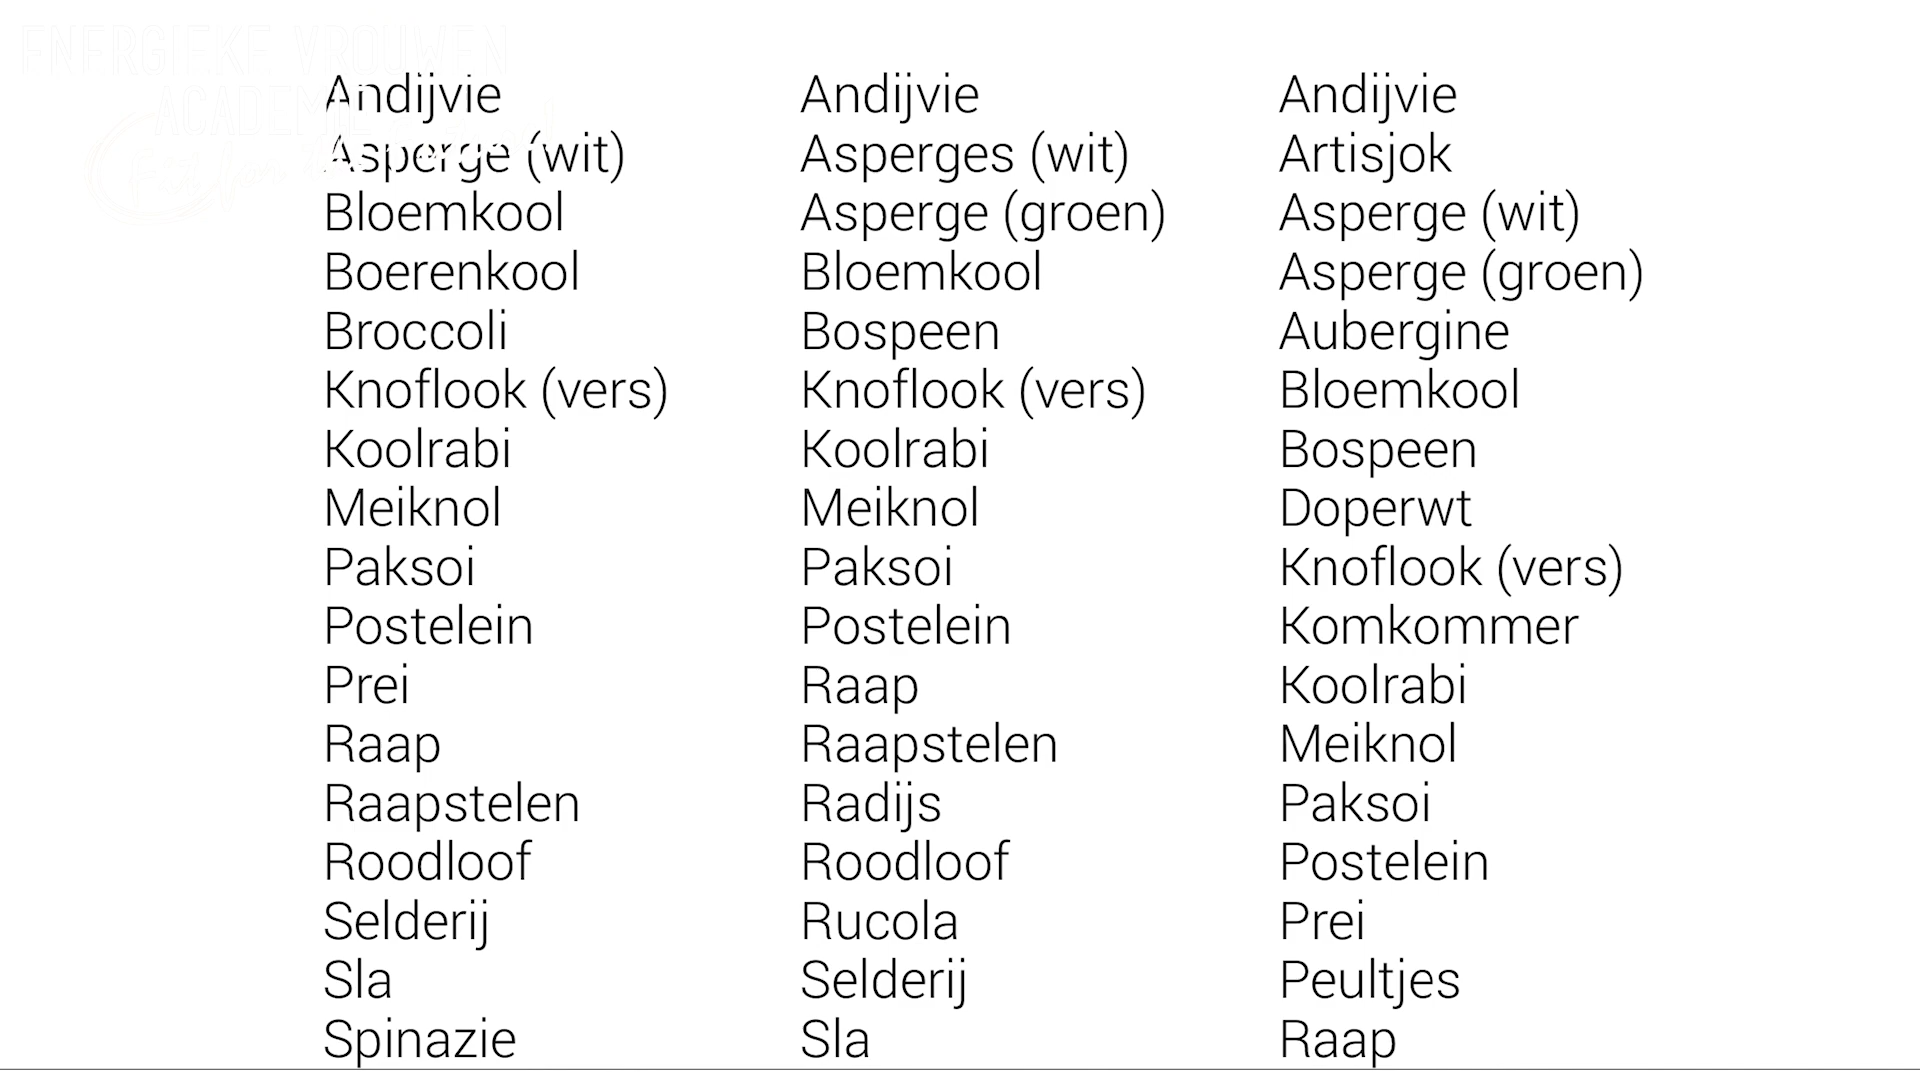 ENERGIEKE VROUWEN
ACADEMIE
Andijvie
Asperge (wit)
Bloemkool
Boerenkool
Broccoli
Knoflook (vers)
Koolrabi
Meiknol
Paksoi
Postelein
Prei
Raap
Raapstelen
Roodloof
Selderij
Sla
Spinazie
Andijvie
Asperges (wit)
Asperge (groen)
Bloemkool
Bospeen
Knoflook (vers)
Koolrabi
Meiknol
Paksoi
Postelein
Raap
Raapstelen
Radijs
Roodloof
Rucola
Selderij
Sla
Andijvie
Artisjok
Asperge (wit)
Asperge (groen)
Aubergine
Bloemkool
Bospeen
Doperwt
Knoflook (vers)
Komkommer
Koolrabi
Meiknol
Paksoi
Postelein
Prei
Peultjes
Raap